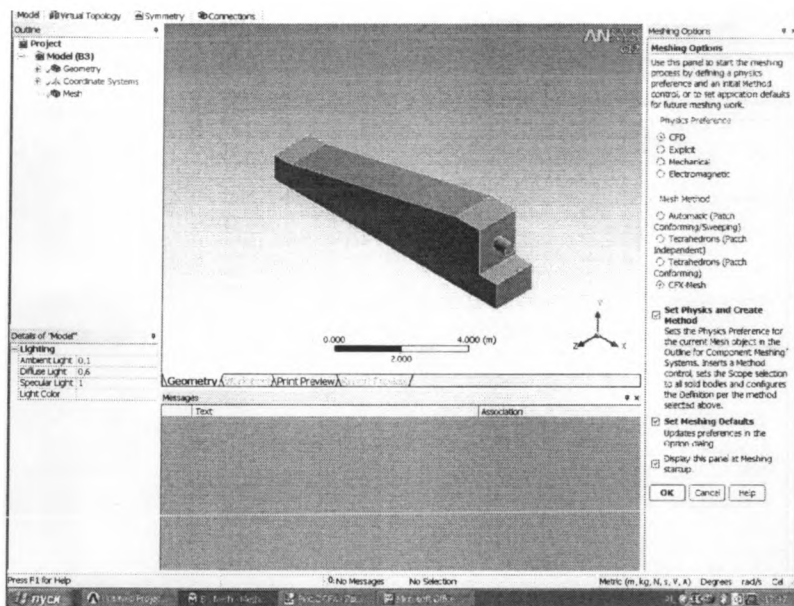 Model Virtual Topology Symmetry Connections
Outline
Project
Model (B3)
Geometry
Coordinate Systems
Mesh
Details of "Model"
Lighting
Ambient Light 0,1
Diffuse Light 0,6
Specular Light 1
Light Color
AN
0.000 4.000 (m)
2.000
Y
Z X
Geometry Print Preview
Messages
Text Association
Meshing Options
Meshing Options
Use this panel to start the meshing
process by defining a physics
preference and an initial Method
control, or to set application defaults
for future meshing work.
Physics Preference
CFD
Explicit
Mechanical
Electromagnetic
Mesh Method
Automatic (Patch
Conforming/Sweeping)
Tetrahedrons (Patch
Independent)
Tetrahedrons (Patch
Conforming)
CFX-Mesh
Set Physics and Create
Method
Sets the Physics Preference for
the current Mesh object in the
Outline for Component Meshing
Systems. Inserts a Method
control, sets the Scope selection
to all solid bodies and configures
the Definition per the method
selected above.
Set Meshing Defaults
Updates preferences in the
Option dialog
Display this panel at Meshing
startup.
OK Cancel Help
Press F1 for Help 0 No Messages No Selection Metric (m, kg, N, s, V, A) Degrees rad/s Cel
пуск Microsoft Office